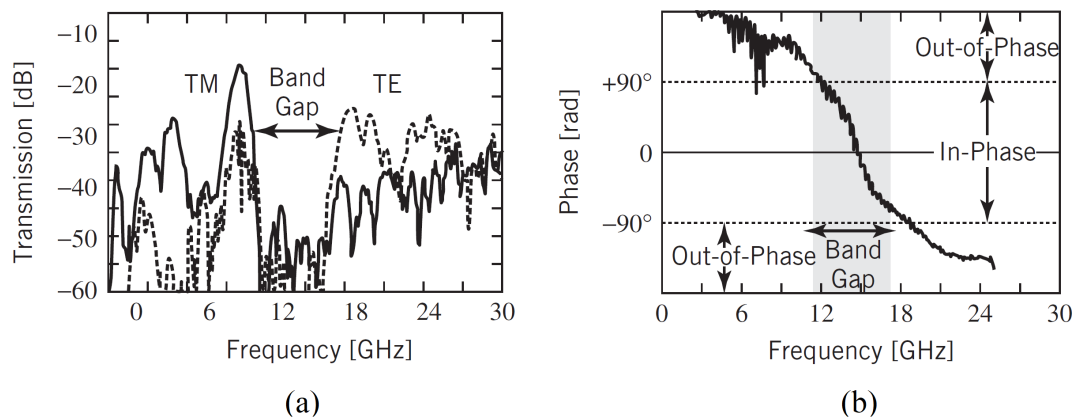 Transmission [dB]
−10
−20
−30
−40
−50
−60
TM
Band
Gap
TE
0
6
12
18
24
30
Frequency [GHz]
(a)
Phase [rad]
+90°
0
−90°
Out-of-Phase
In-Phase
Out-of-Phase
Band
Gap
0
6
12
18
24
30
Frequency [GHz]
(b)